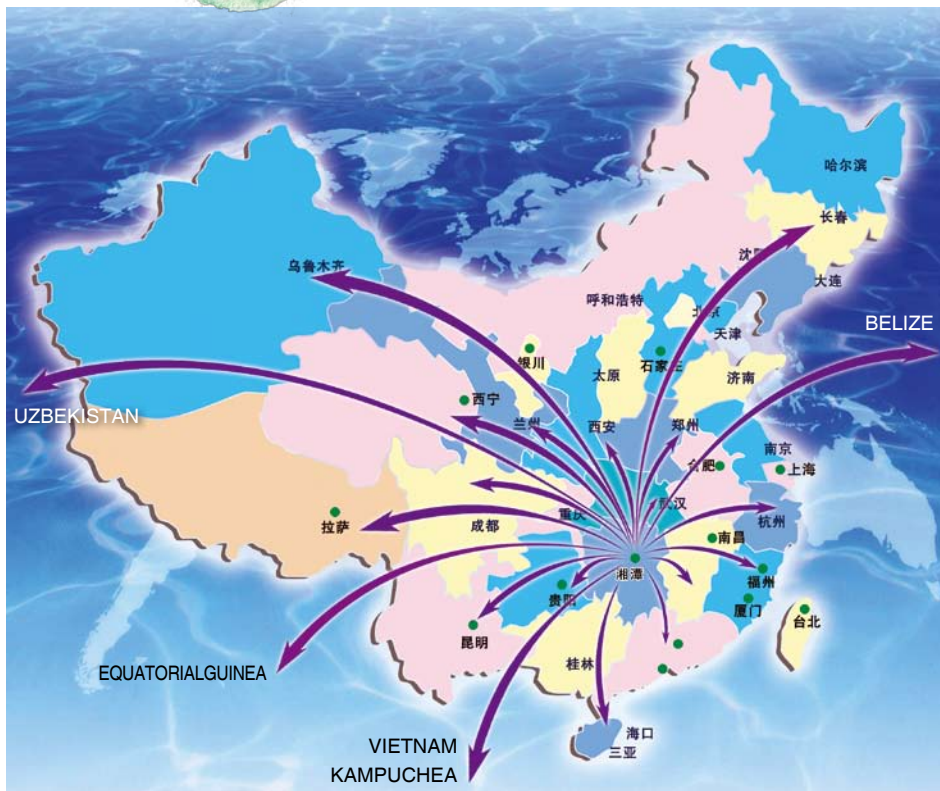 哈尔滨
长春
沈阳
乌鲁木齐
大连
呼和浩特
北京
BELIZE
天津
银川
石家庄
太原
济南
UZBEKISTAN
西宁
兰州
西安
郑州
南京
合肥
上海
武汉
拉萨
成都
重庆
杭州
南昌
湘潭
福州
贵阳
厦门
台北
昆明
EQUATORIALGUINEA
桂林
海口
三亚
VIETNAM
KAMPUCHEA